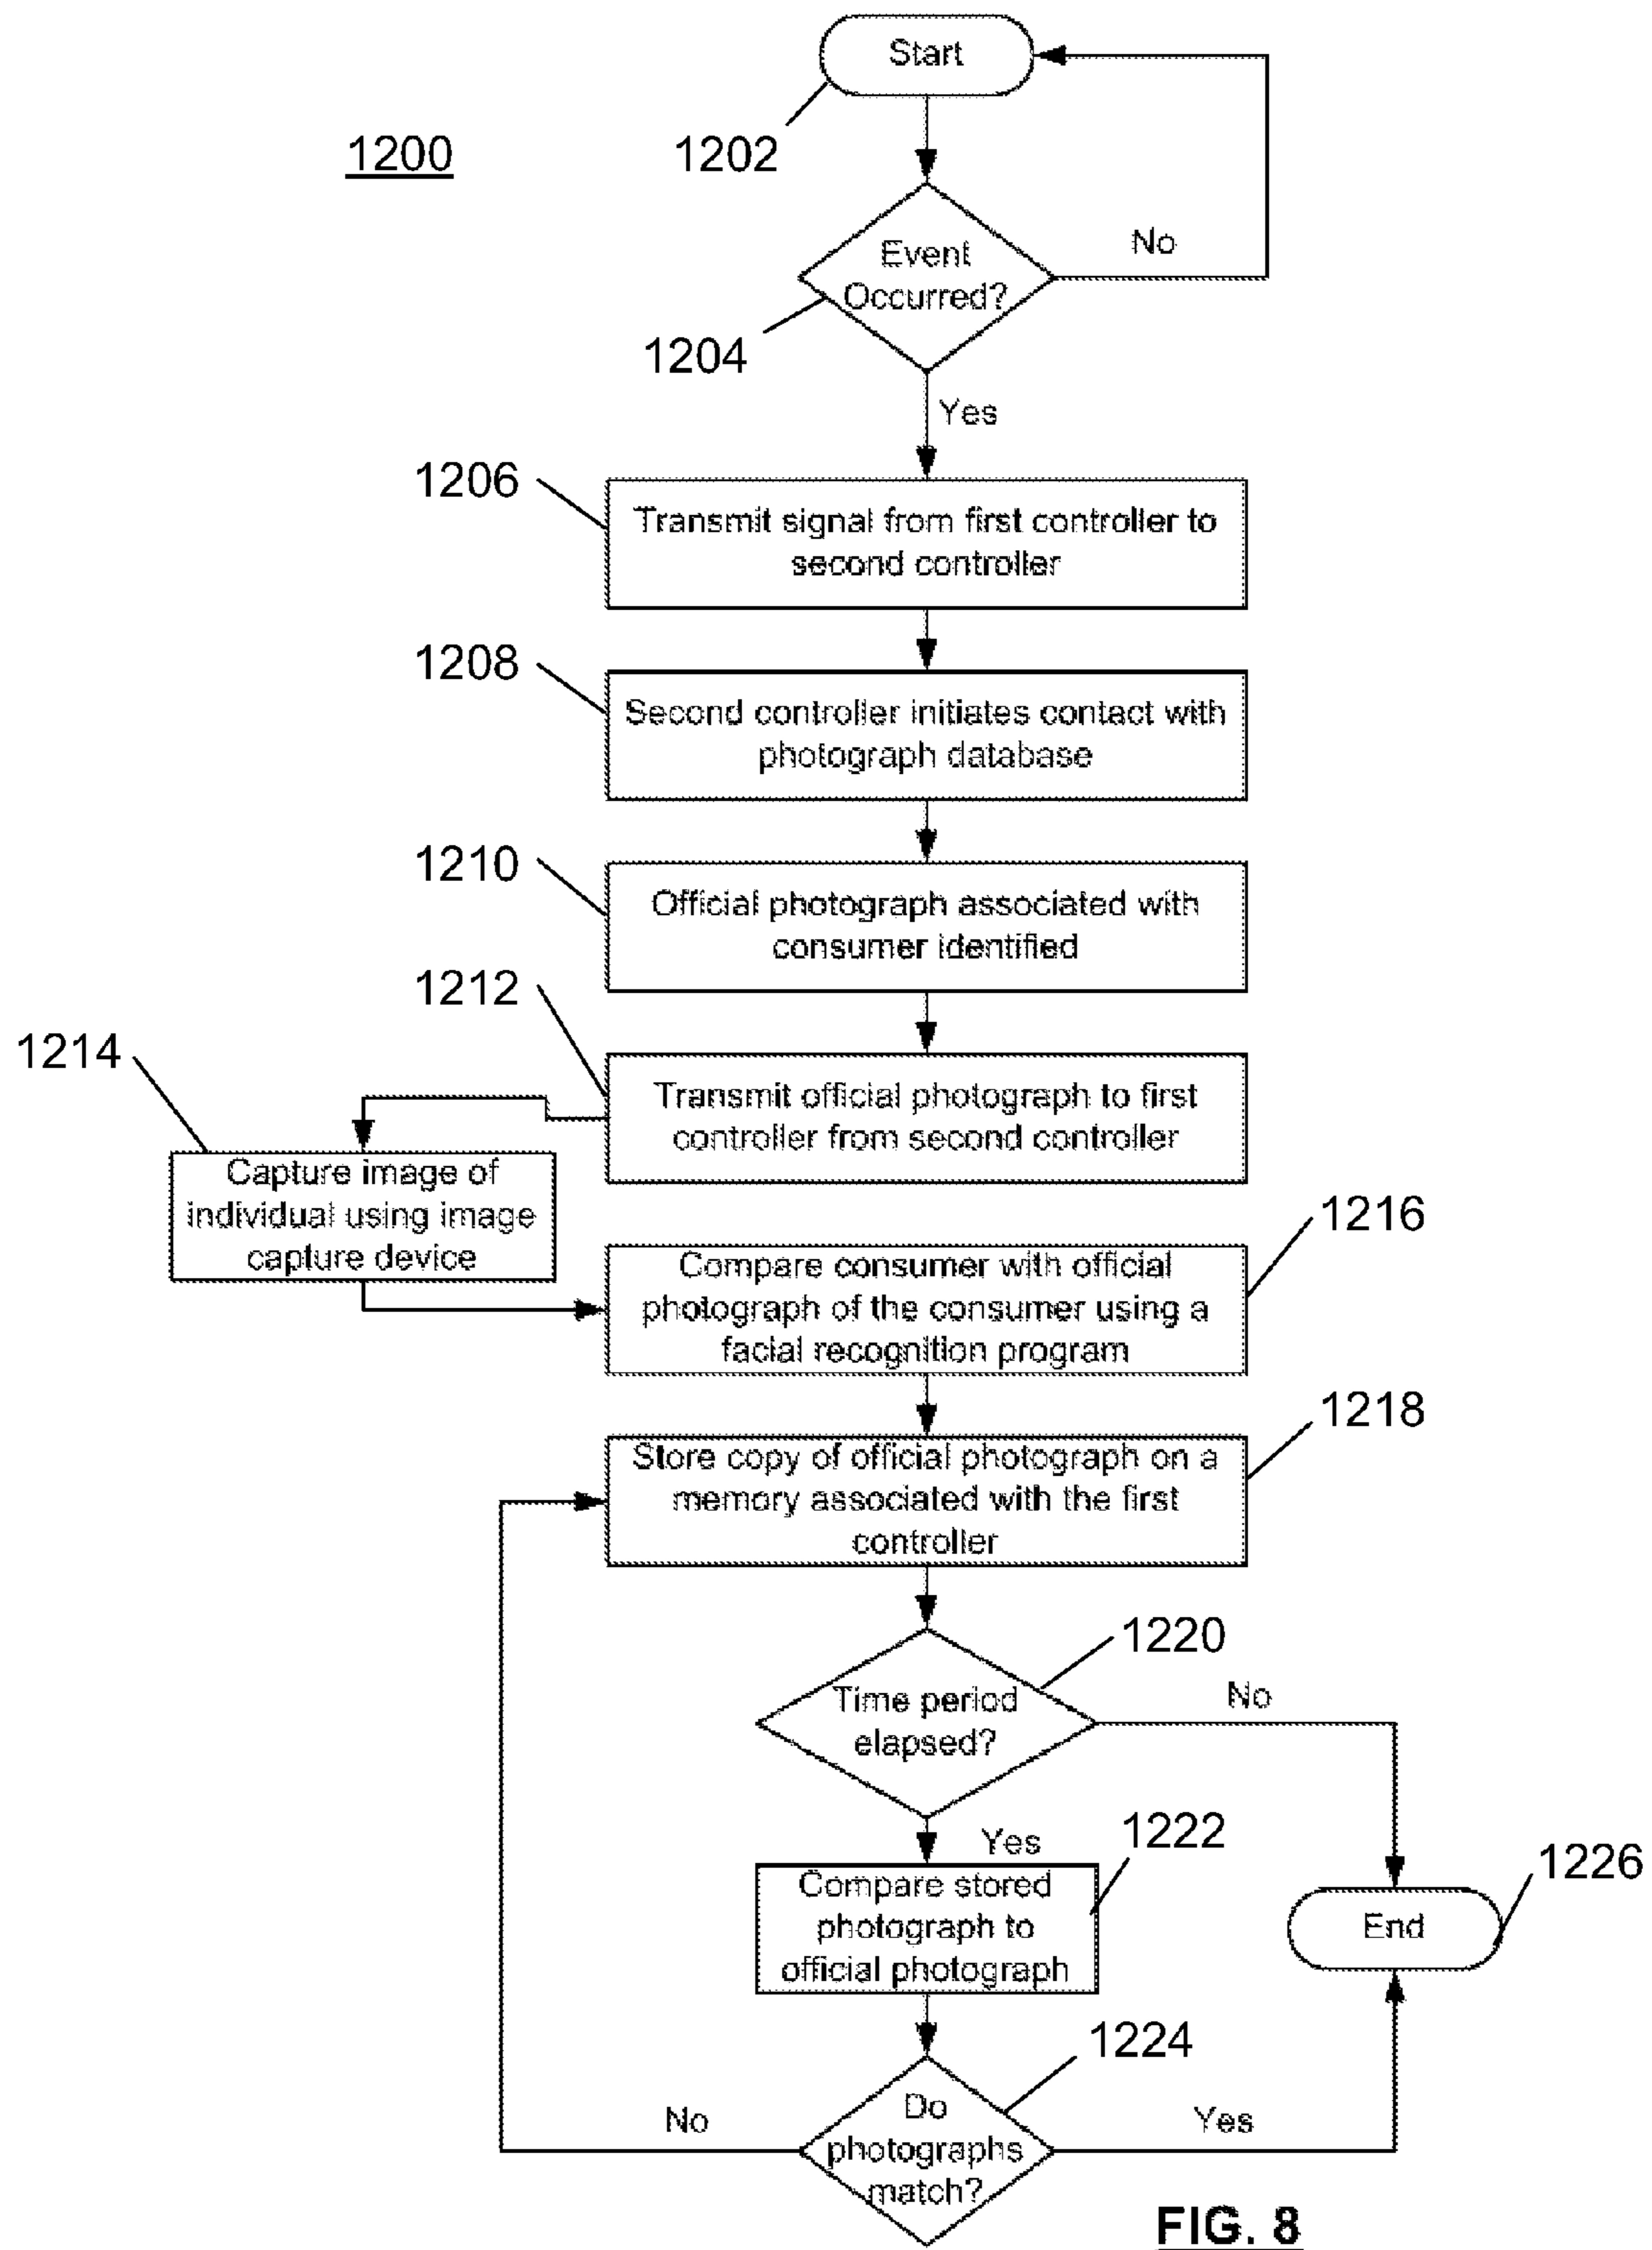 Start
1200
1202
Event
Occurred?
No
1204
Yes
1206
Transmit signal from first controller to
second controller
1208
Second controller initiates contact with
photograph database
1210
Official photograph associated with
consumer identified
1212
1214
Transmit official photograph to first
controller from second controller
Capture image of
individual using image
capture device
1216
Compare consumer with official
photograph of the consumer using a
facial recognition program
1218
Store copy of official photograph on a
memory associated with the first
controller
1220
Time period
elapsed?
No
Yes
1222
Compare stored
photograph to
official photograph
1226
End
1224
Do
photographs
match?
No
Yes
FIG. 8